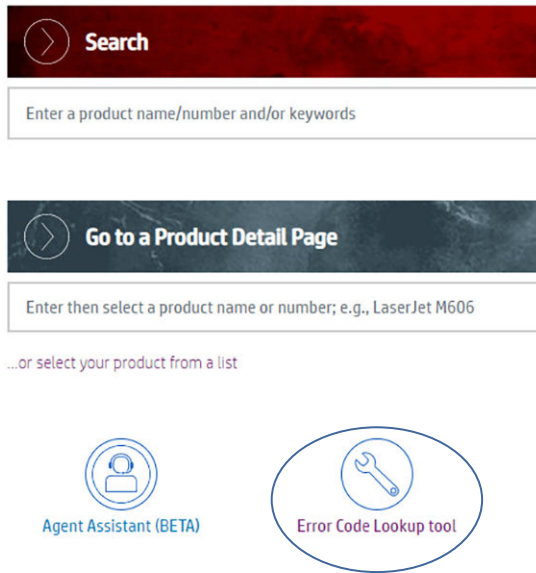 Search
Enter a product name/number and/or keywords
Go to a Product Detail Page
Enter then select a product name or number; e.g., LaserJet M606
...or select your product from a list
Agent Assistant (BETA)
Error Code Lookup tool